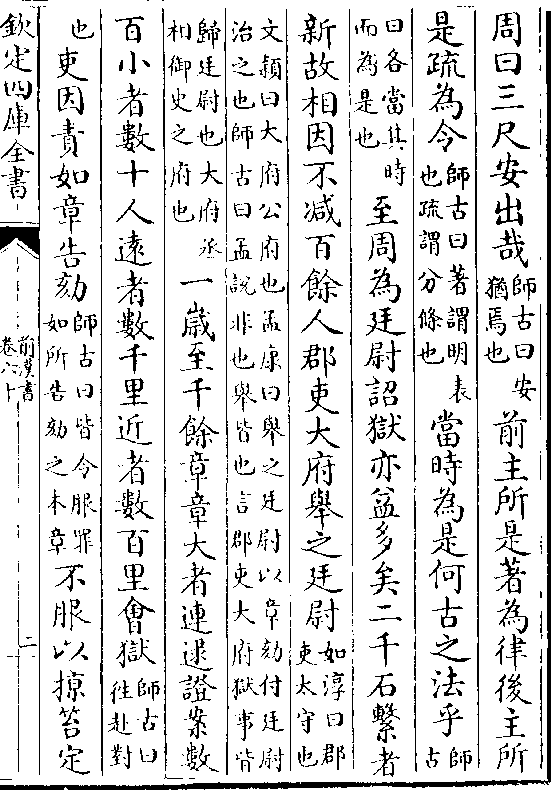 周曰三尺安出哉師古曰安猶焉也前主所是著為律後主所
是疏為令師古曰著謂明表也疏謂分條也當時為是何古之法乎師古
曰各當其時而為是也至周為廷尉詔獄亦益多矣二千石繫者
新故相因不减百餘人郡吏大府舉之廷尉如淳曰郡吏太守也
文穎曰大府公府也孟康曰舉之廷尉以章劾付廷尉治之也師古曰孟說非也舉皆也言郡吏大府獄事皆
歸廷尉也大府丞相御史之府也一歲至千餘章章大者連逮證案數
百小者數十人遠者數千里近者數百里會獄師古曰往赴對
也吏因責如章告劾師古曰皆令服罪如所告劾之本章不服以掠笞定
欽定四庫全書
前漢書
卷六十
二